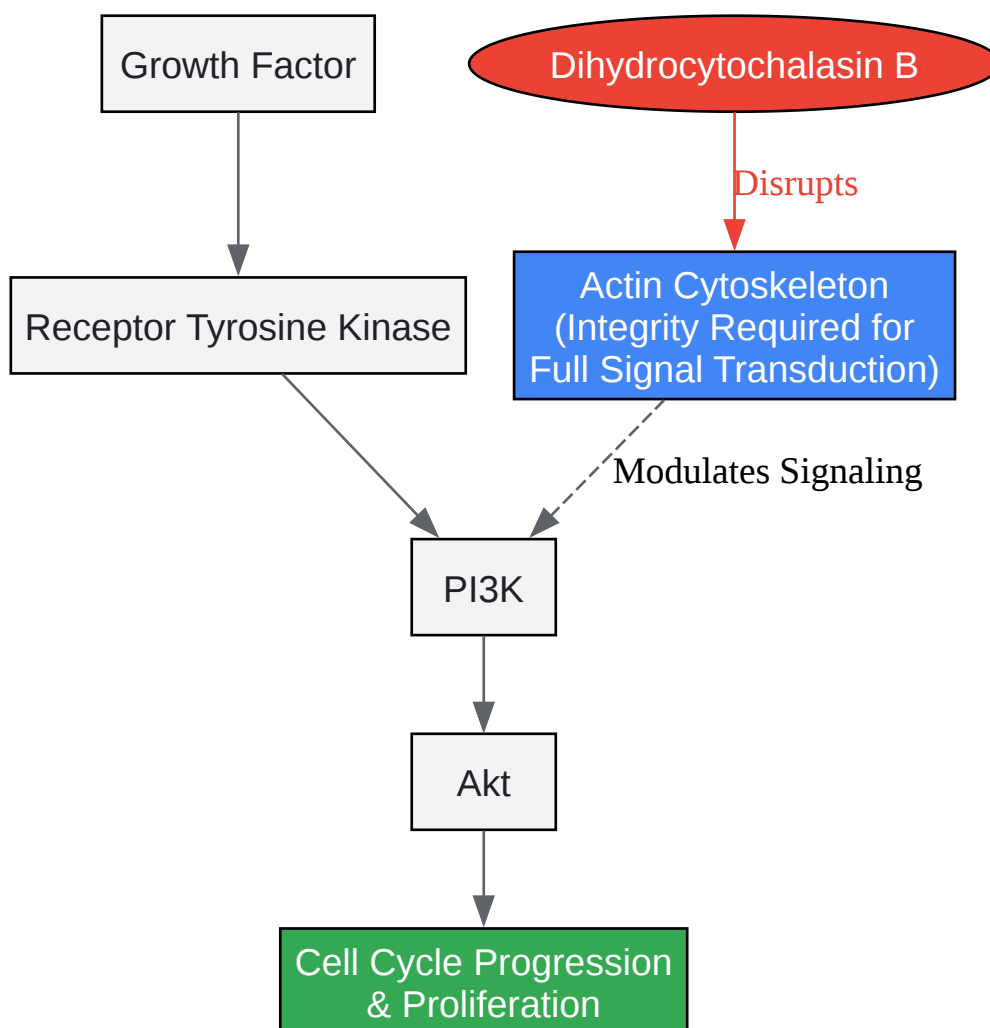 Growth Factor
Dihydrocytochalasin B
Disrupts
Receptor Tyrosine Kinase
Actin Cytoskeleton
(Integrity Required for
Full Signal Transduction)
Modulates Signaling
PI3K
Akt
Cell Cycle Progression
& Proliferation